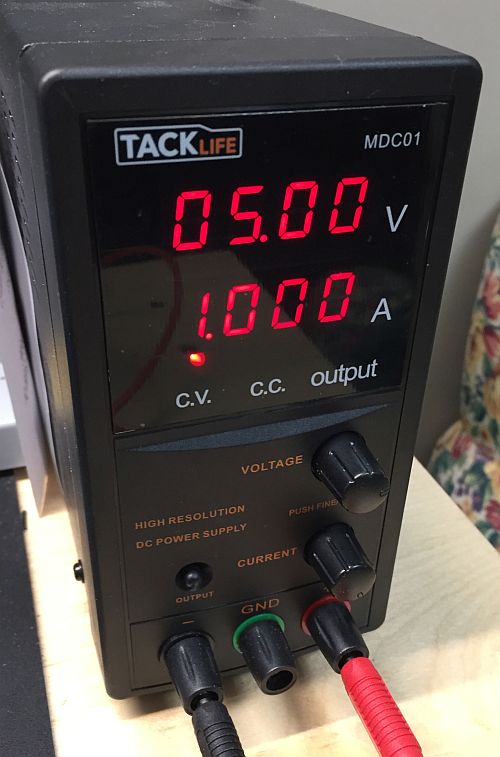 TACKLIFE
MDC01
05.00 V
1.000 A
C.V. C.C. output
VOLTAGE
HIGH RESOLUTION
DC POWER SUPPLY
PUSH FINE
CURRENT
OUTPUT
− GND